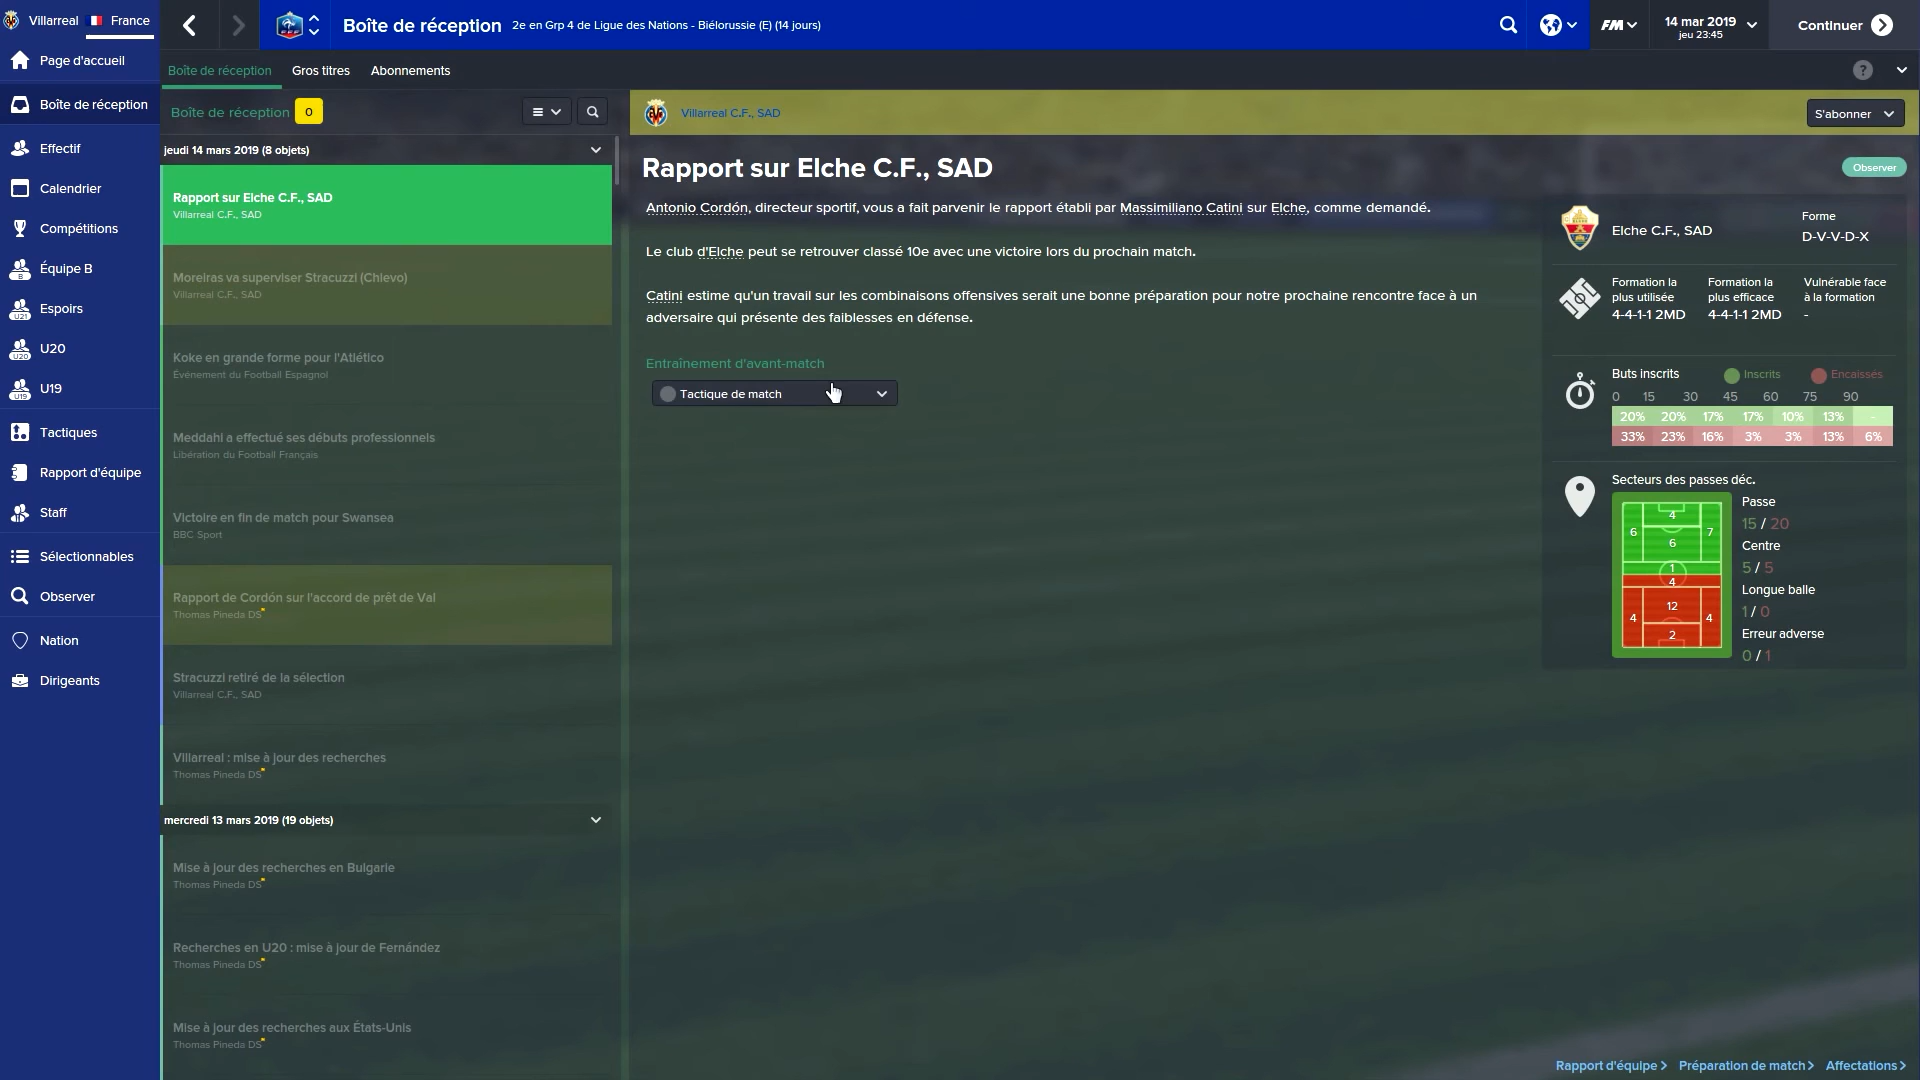 Villarreal France
Boîte de réception 2e en Grp 4 de Ligue des Nations - Biélorussie (E) (14 jours)
FM
14 mar 2019
jeu 23:45
Continuer
Page d'accueil
Boîte de réception
Effectif
Calendrier
Compétitions
Équipe B
Espoirs
U20
U19
Tactiques
Rapport d'équipe
Staff
Sélectionnables
Observer
Nation
Dirigeants
Boîte de réception Gros titres Abonnements
Boîte de réception 0
jeudi 14 mars 2019 (8 objets)
Rapport sur Elche C.F., SAD
Villarreal C.F., SAD
Moreiras va superviser Stracuzzi (Chievo)
Villarreal C.F., SAD
Koke en grande forme pour l'Atlético
Événement du Football Espagnol
Meddahi a effectué ses débuts professionnels
Libération du Football Français
Victoire en fin de match pour Swansea
BBC Sport
Rapport de Cordón sur l'accord de prêt de Val
Thomas Pineda DS
Stracuzzi retiré de la sélection
Villarreal C.F., SAD
Villarreal : mise à jour des recherches
Thomas Pineda DS
mercredi 13 mars 2019 (19 objets)
Mise à jour des recherches en Bulgarie
Thomas Pineda DS
Recherches en U20 : mise à jour de Fernández
Thomas Pineda DS
Mise à jour des recherches aux États-Unis
Thomas Pineda DS
Villarreal C.F., SAD
S'abonner
Rapport sur Elche C.F., SAD
Observer
Antonio Cordón, directeur sportif, vous a fait parvenir le rapport établi par Massimiliano Catini sur Elche, comme demandé.
Le club d'Elche peut se retrouver classé 10e avec une victoire lors du prochain match.
Catini estime qu'un travail sur les combinaisons offensives serait une bonne préparation pour notre prochaine rencontre face à un
adversaire qui présente des faiblesses en défense.
Entraînement d'avant-match
Tactique de match
Elche C.F., SAD
Forme
D-V-V-D-X
Formation la
plus utilisée
4-4-1-1 2MD
Formation la
plus efficace
4-4-1-1 2MD
Vulnérable face
à la formation
-
Buts inscrits Inscrits Encaissés
0 15 30 45 60 75 90
20% 20% 17% 17% 10% 13% -
33% 23% 16% 3% 3% 13% 6%
Secteurs des passes déc.
4
6 7
6
1
4
12
4 4
2
Passe
15 / 20
Centre
5 / 5
Longue balle
1 / 0
Erreur adverse
0 / 1
Rapport d'équipe> Préparation de match> Affectations>